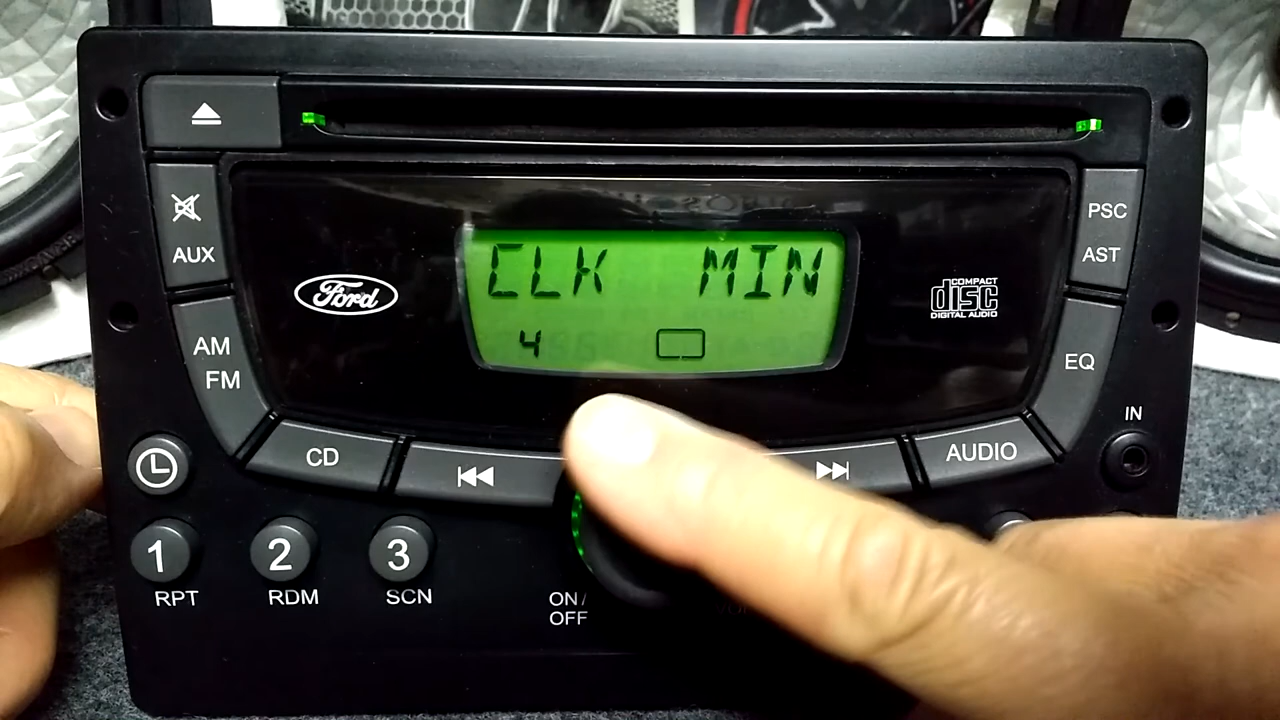 AUX
PSC
AST
CLK MIN
4
Ford
COMPACT
disc
DIGITAL AUDIO
AM
FM
EQ
IN
CD
AUDIO
1
2
3
RPT
RDM
SCN
ON/
OFF